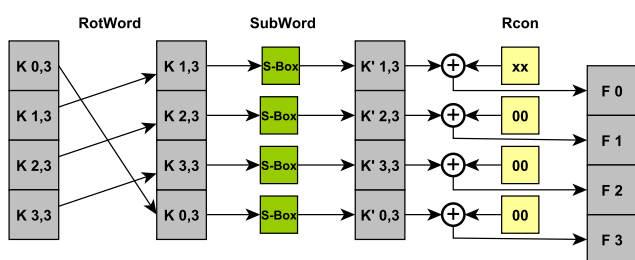 RotWord SubWord Rcon
K 0,3 K 1,3 S-Box K' 1,3 xx
F 0
K 1,3 K 2,3 S-Box K' 2,3 00
F 1
K 2,3 K 3,3 S-Box K' 3,3 00
F 2
K 3,3 K 0,3 S-Box K' 0,3 00
F 3